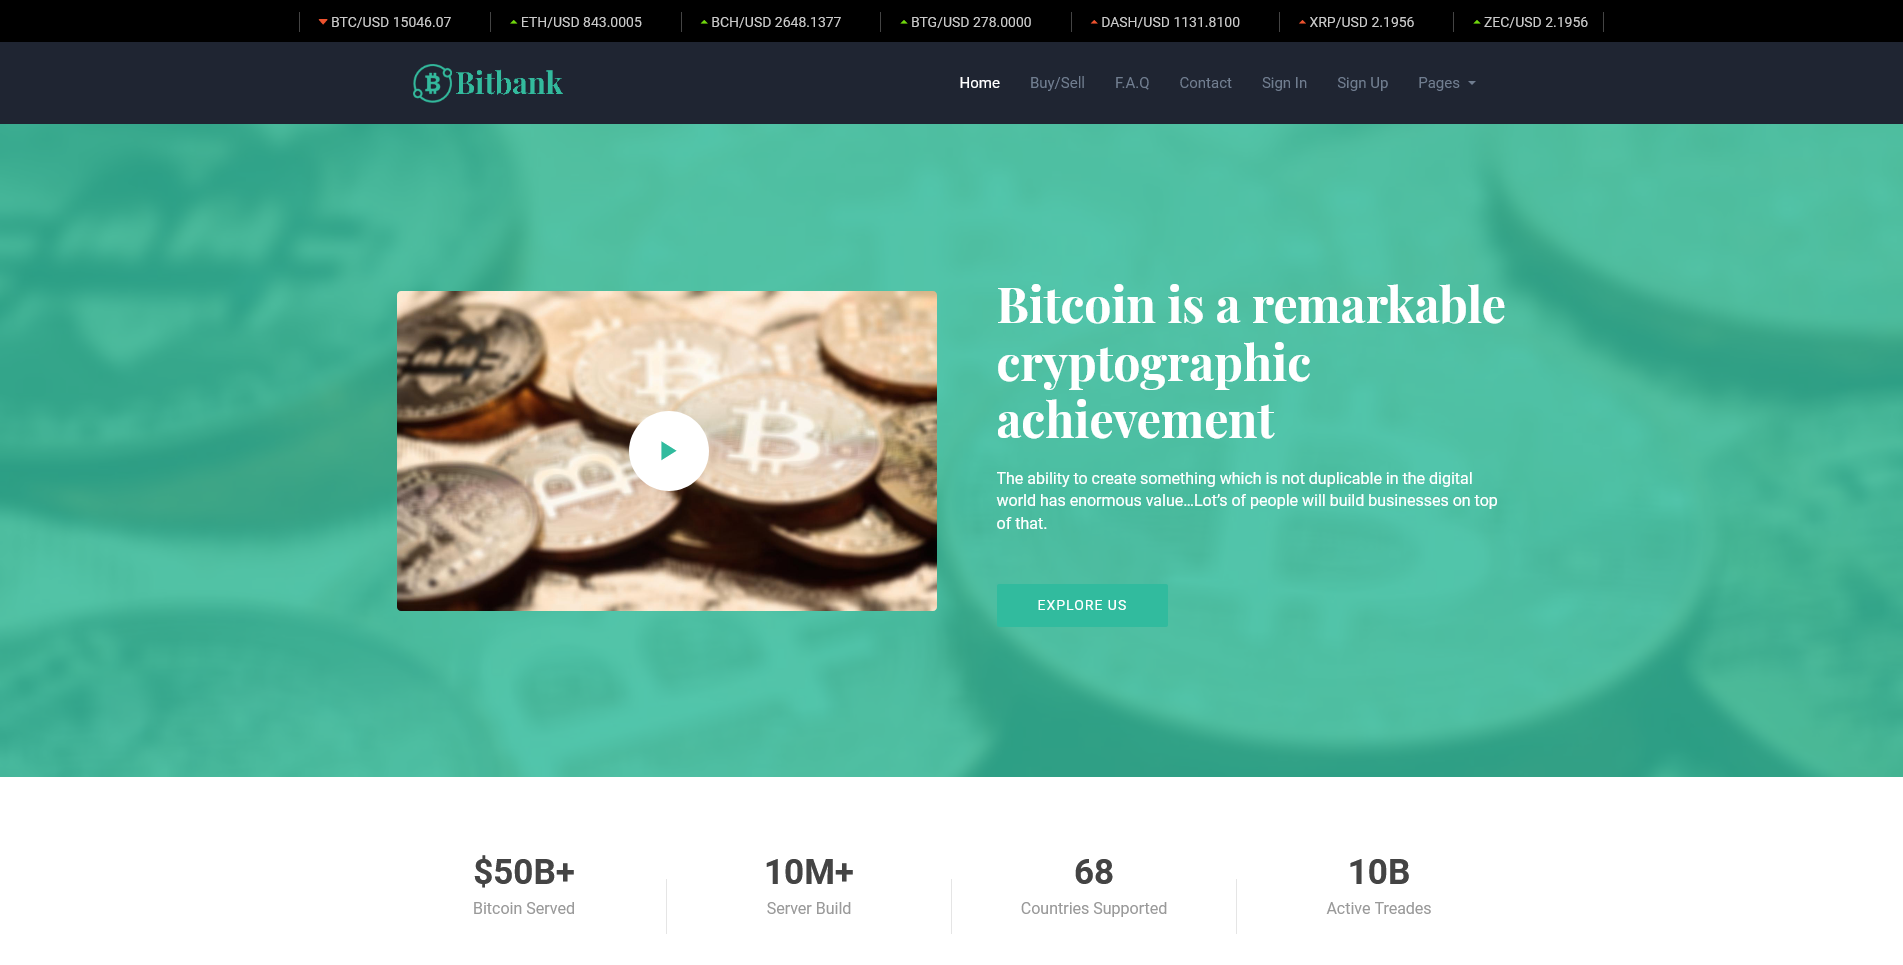 BTC/USD 15046.07 ETH/USD 843.0005 BCH/USD 2648.1377 BTG/USD 278.0000 DASH/USD 1131.8100 XRP/USD 2.1956 ZEC/USD 2.1956
Bitbank Home Buy/Sell F.A.Q Contact Sign In Sign Up Pages
Bitcoin is a remarkable
cryptographic
achievement
The ability to create something which is not duplicable in the digital
world has enormous value...Lot's of people will build businesses on top
of that.
EXPLORE US
$50B+ 10M+ 68 10B
Bitcoin Served Server Build Countries Supported Active Treades